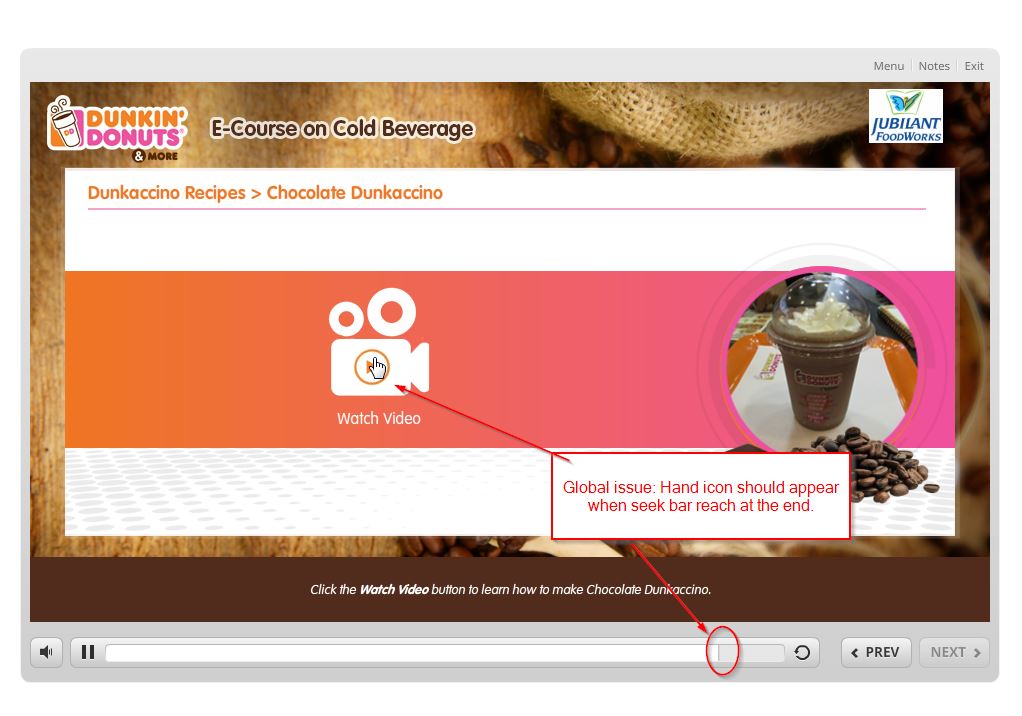 Menu
Notes
Exit
DUNKIN'
DONUTS
& MORE
E-Course on Cold Beverage
JUBILANT
FOODWORKS
Dunkaccino Recipes > Chocolate Dunkaccino
DUNKIN'
DONUTS
Watch Video
Global issue: Hand icon should appear
when seek bar reach at the end.
Click the Watch Video button to learn how to make Chocolate Dunkaccino.
PREV
NEXT